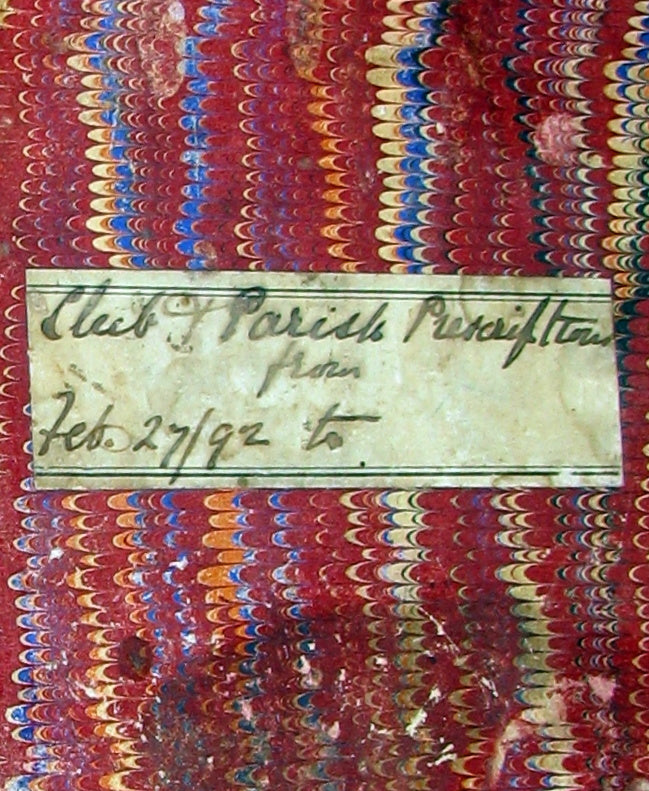 Club & Parish Prescriptions
from
Feb. 27/92 to